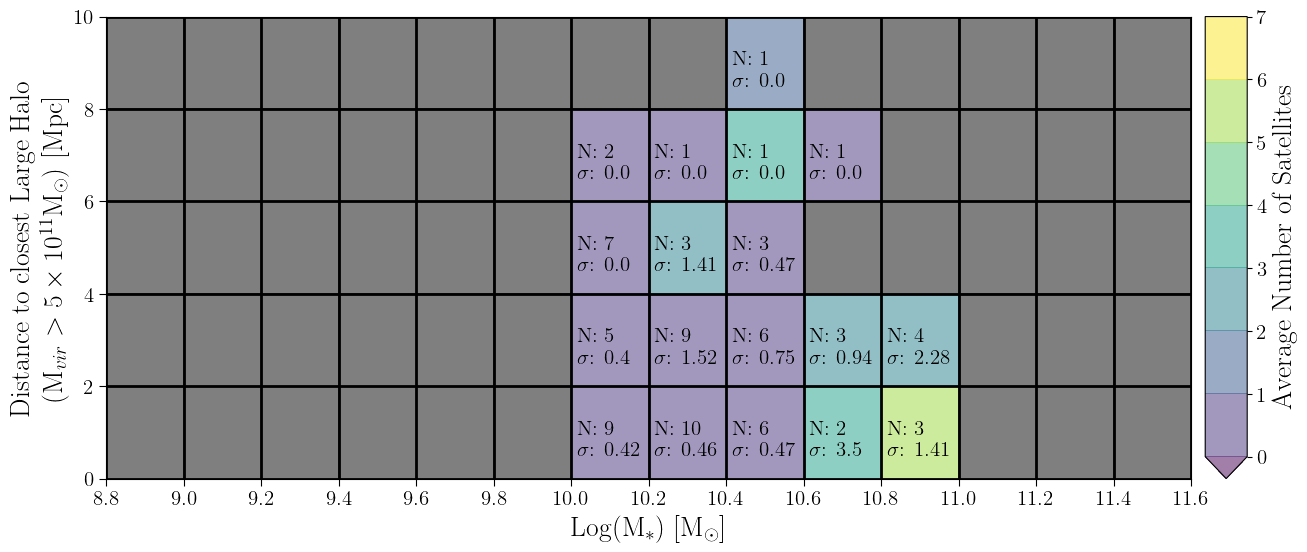 10
8
6
4
2
0
Distance to closest Large Halo
(M_{vir} > 5 × 10^{11}M_⊙) [Mpc]
N: 1
σ: 0.0
N: 2
σ: 0.0
N: 1
σ: 0.0
N: 1
σ: 0.0
N: 1
σ: 0.0
N: 7
σ: 0.0
N: 3
σ: 1.41
N: 3
σ: 0.47
N: 5
σ: 0.4
N: 9
σ: 1.52
N: 6
σ: 0.75
N: 3
σ: 0.94
N: 4
σ: 2.28
N: 9
σ: 0.42
N: 10
σ: 0.46
N: 6
σ: 0.47
N: 2
σ: 3.5
N: 3
σ: 1.41
8.8 9.0 9.2 9.4 9.6 9.8 10.0 10.2 10.4 10.6 10.8 11.0 11.2 11.4 11.6
Log(M_*) [M_⊙]
7
6
5
4
3
2
1
0
Average Number of Satellites